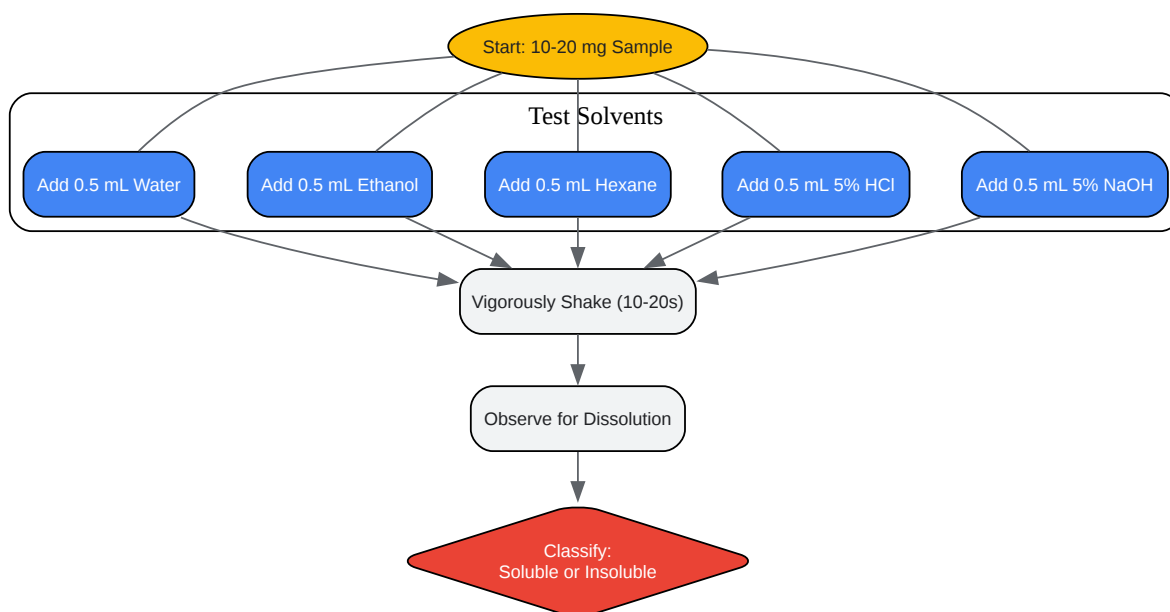 Start: 10-20 mg Sample
Test Solvents
Add 0.5 mL Water
Add 0.5 mL Ethanol
Add 0.5 mL Hexane
Add 0.5 mL 5% HCl
Add 0.5 mL 5% NaOH
Vigorously Shake (10-20s)
Observe for Dissolution
Classify:
Soluble or Insoluble